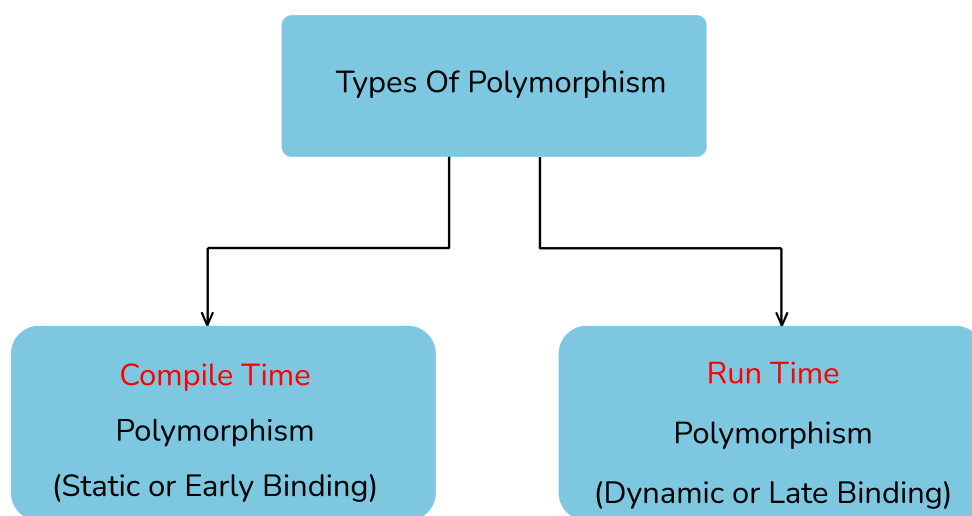 Types Of Polymorphism
Compile Time
Polymorphism
(Static or Early Binding)
Run Time
Polymorphism
(Dynamic or Late Binding)